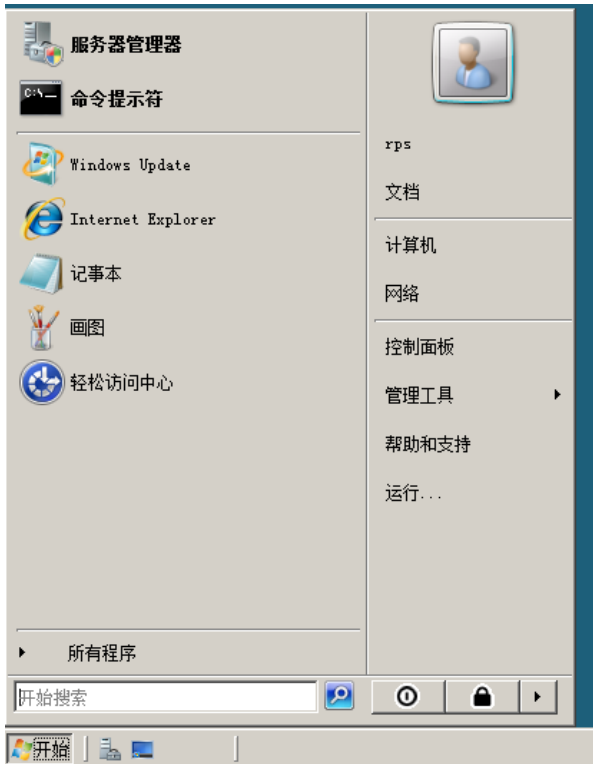 服务器管理器
C:\
命令提示符
Windows Update
Internet Explorer
记事本
画图
轻松访问中心
所有程序
开始搜索
rps
文档
计算机
网络
控制面板
管理工具
帮助和支持
运行...
开始